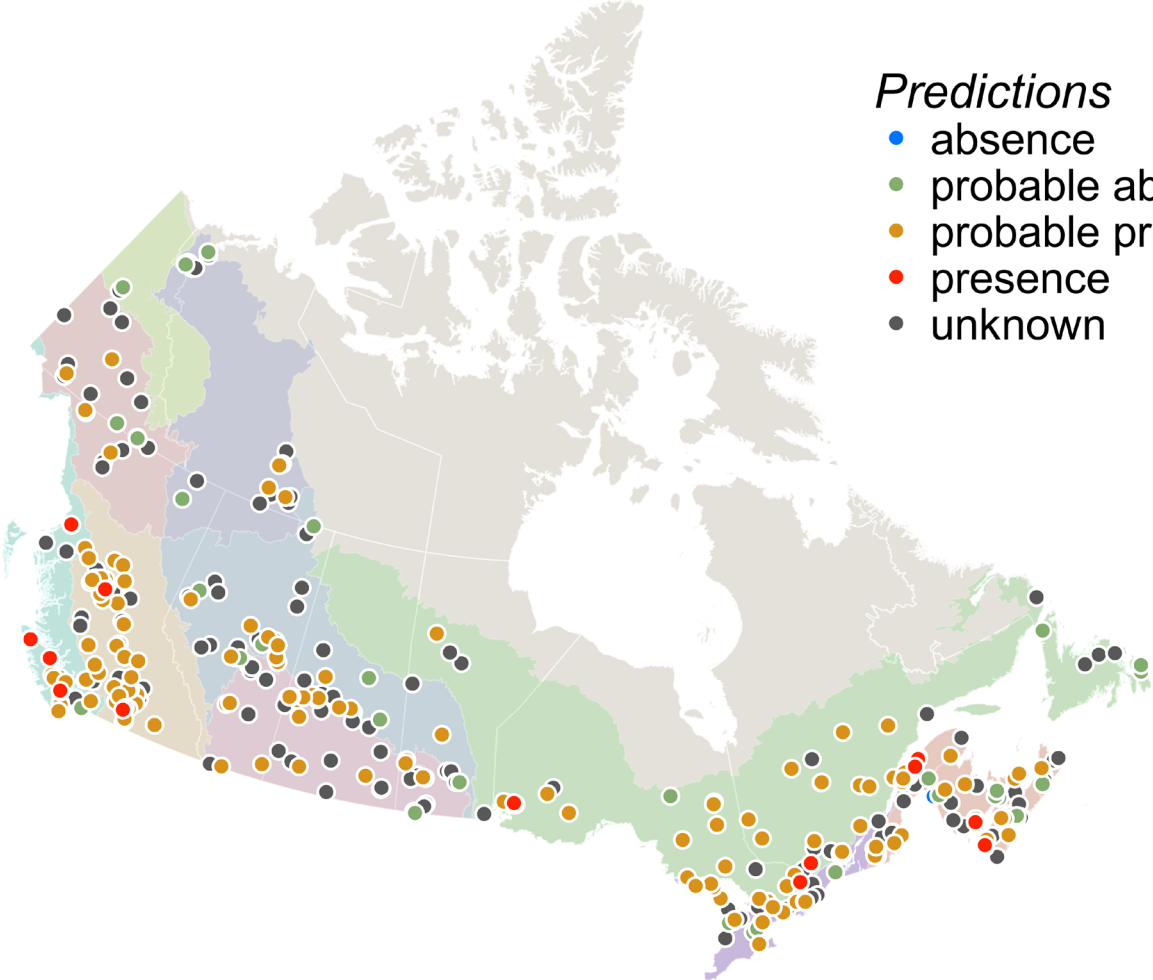 Predictions
absence
probable ab
probable pr
presence
unknown